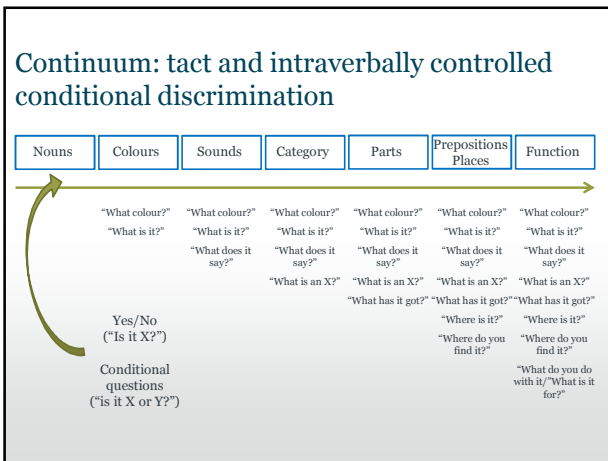 Continuum: tact and intraverbally controlled
conditional discrimination
Nouns
Colours
Sounds
Category
Parts
Prepositions
Places
Function
“What colour?” “What colour?” “What colour?” “What colour?” “What colour?” “What colour?”
“What is it?” “What is it?” “What is it?” “What is it?” “What is it?” “What is it?”
“What does it “What does it “What does it “What does it “What does it
say?” say?” say?” say?” say?”
“What is an X?” “What is an X?” “What is an X?” “What is an X?”
“What has it got?” “What has it got?” “What has it got?”
Yes/No “Where is it?” “Where is it?”
(“Is it X?”) “Where do you “Where do you
find it?” find it?”
Conditional “What do you do
questions with it/”What is it
(“is it X or Y?”) for?”